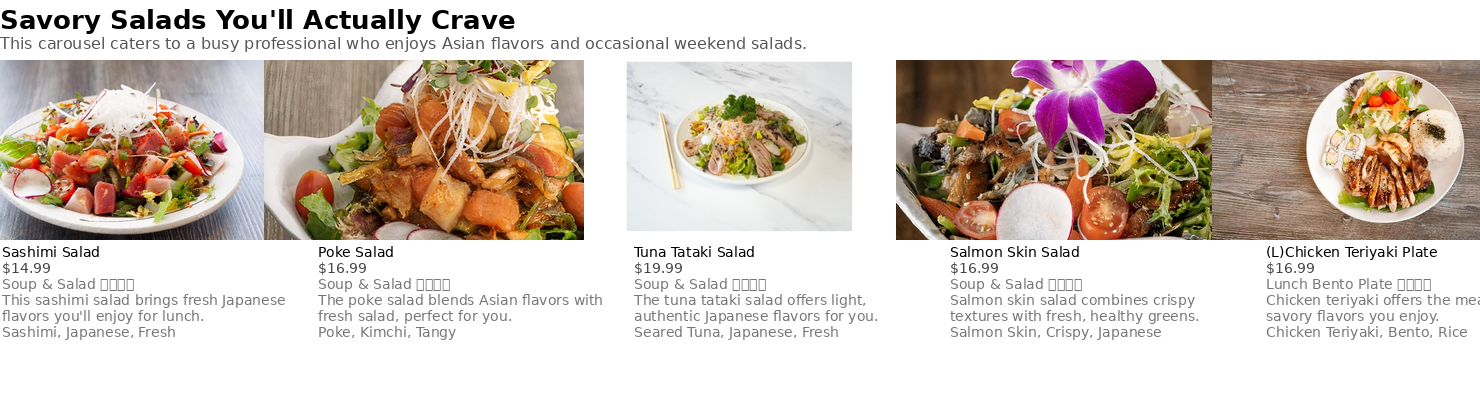 Savory Salads You'll Actually Crave
This carousel caters to a busy professional who enjoys Asian flavors and occasional weekend salads.
Sashimi Salad
$14.99
Soup & Salad
This sashimi salad brings fresh Japanese
flavors you'll enjoy for lunch.
Sashimi, Japanese, Fresh
Poke Salad
$16.99
Soup & Salad
The poke salad blends Asian flavors with
fresh salad, perfect for you.
Poke, Kimchi, Tangy
Tuna Tataki Salad
$19.99
Soup & Salad
The tuna tataki salad offers light,
authentic Japanese flavors for you.
Seared Tuna, Japanese, Fresh
Salmon Skin Salad
$16.99
Soup & Salad
Salmon skin salad combines crispy
textures with fresh, healthy greens.
Salmon Skin, Crispy, Japanese
(L)Chicken Teriyaki Plate
$16.99
Lunch Bento Plate
Chicken teriyaki offers the
savory flavors you enjoy.
Chicken Teriyaki, Bento, Rice